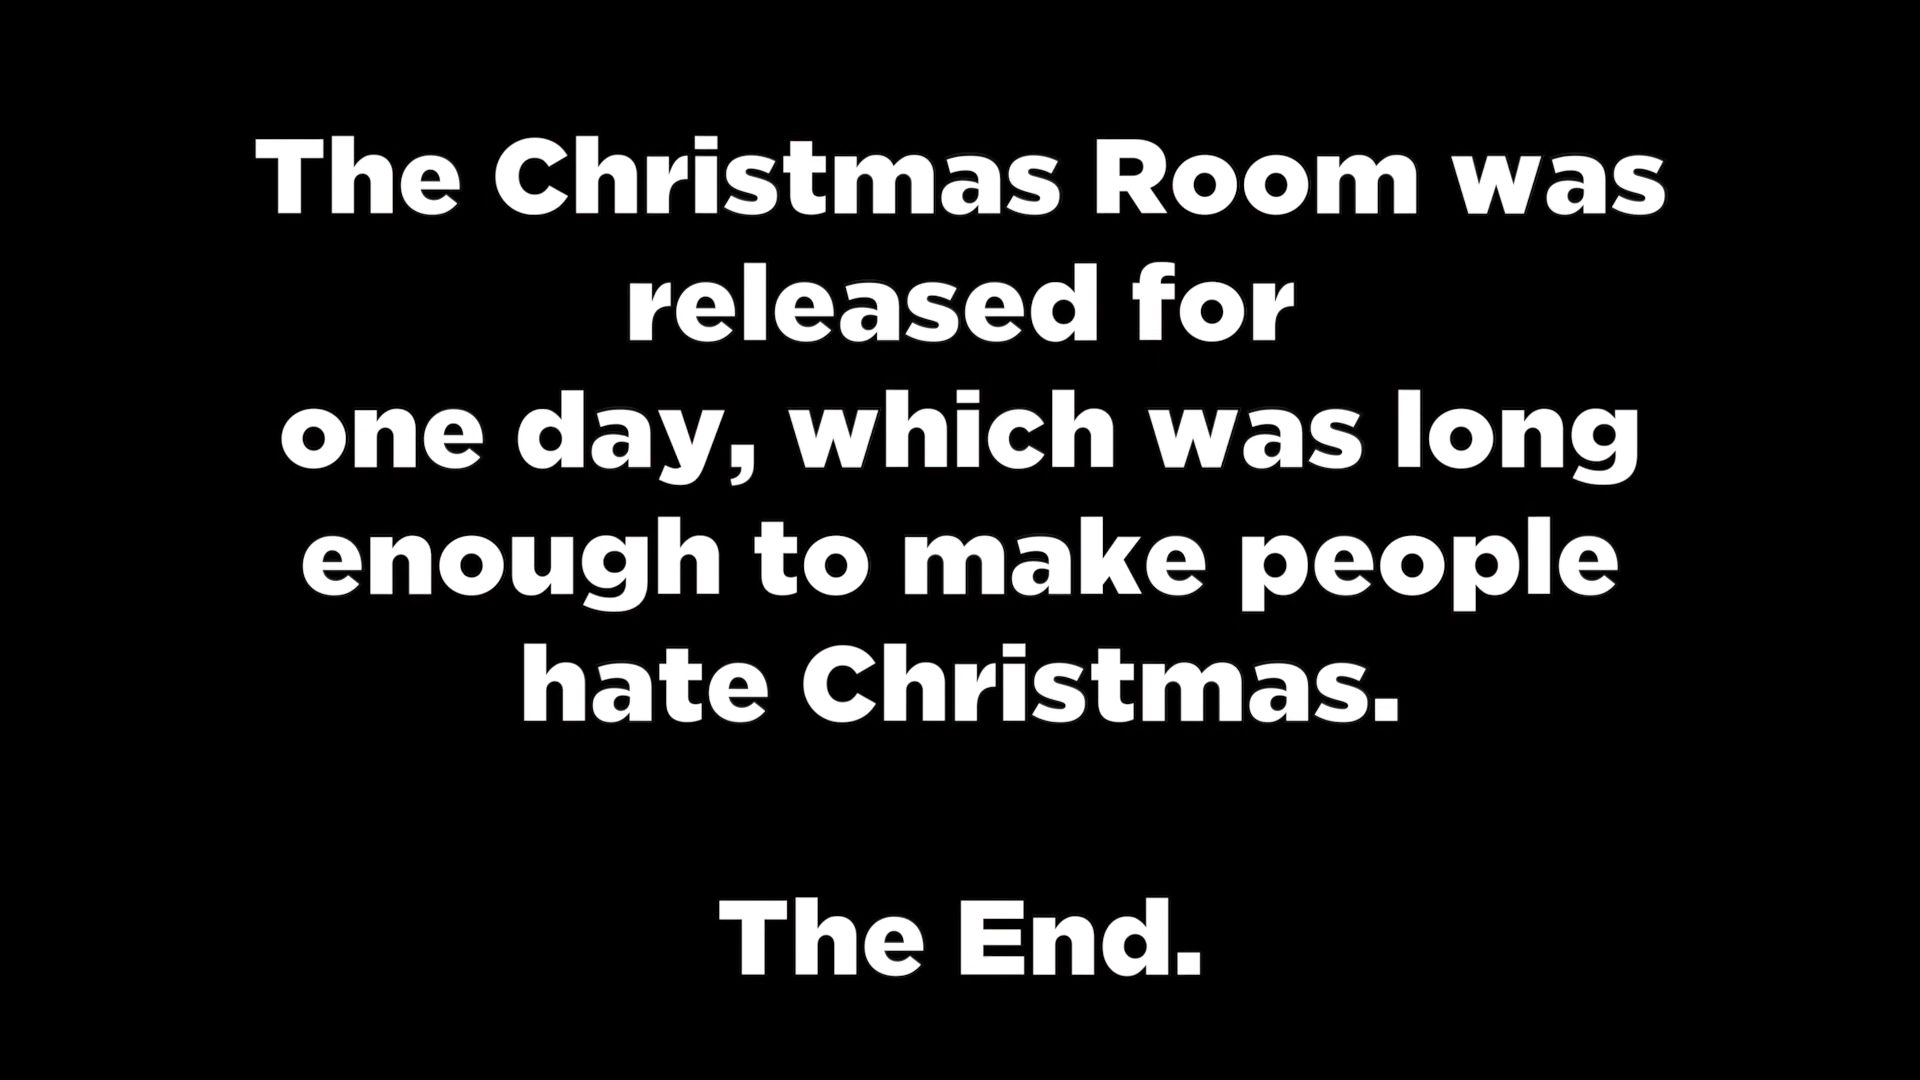 The Christmas Room was
released for
one day, which was long
enough to make people
hate Christmas.
The End.